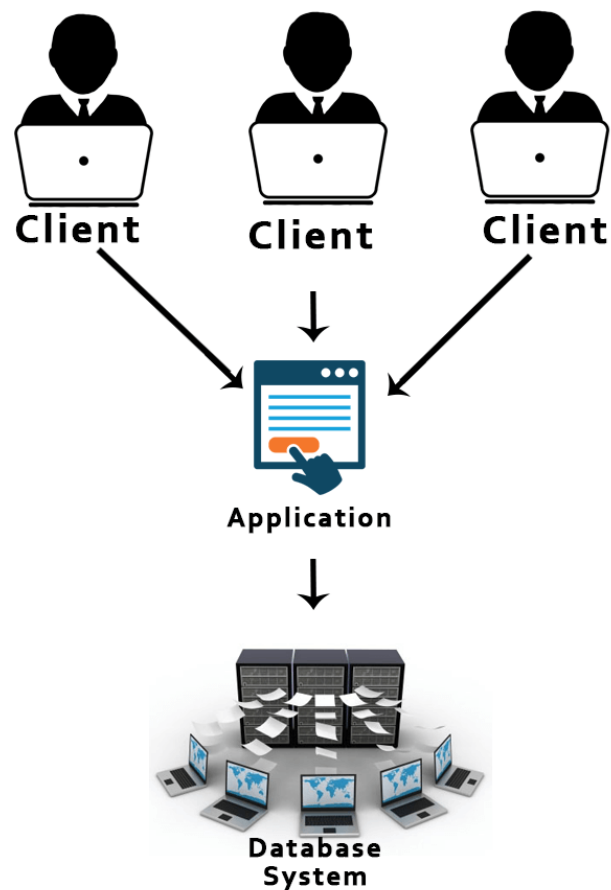 Client
Client
Client
Application
Database
System